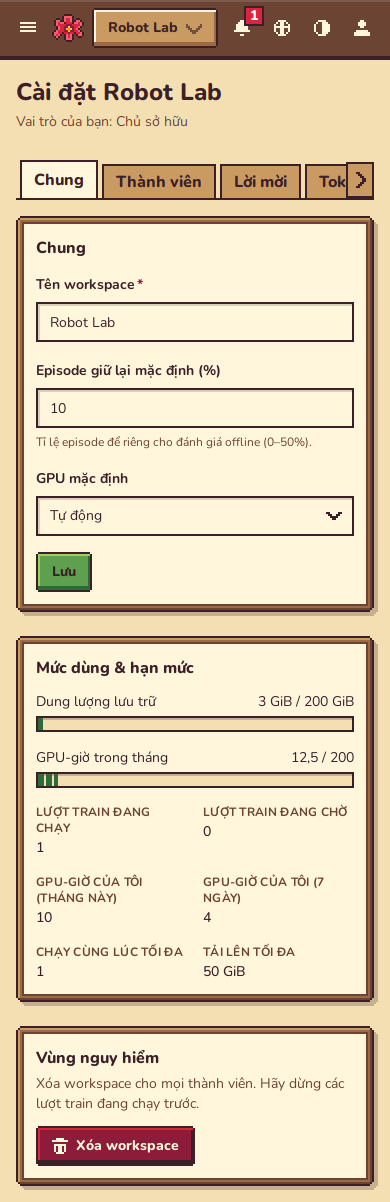 Robot Lab
1
Cài đặt Robot Lab
Vai trò của bạn: Chủ sở hữu
Chung
Thành viên
Lời mời
Tok
Chung
Tên workspace *
Robot Lab
Episode giữ lại mặc định (%)
10
Tỉ lệ episode để riêng cho đánh giá offline (0–50%).
GPU mặc định
Tự động
Lưu
Mức dùng & hạn mức
Dung lượng lưu trữ
3 GiB / 200 GiB
GPU-giờ trong tháng
12,5 / 200
LƯỢT TRAIN ĐANG
CHẠY
1
LƯỢT TRAIN ĐANG CHỜ
0
GPU-GIỜ CỦA TÔI
(THÁNG NÀY)
10
GPU-GIỜ CỦA TÔI (7
NGÀY)
4
CHẠY CÙNG LÚC TỐI ĐA
1
TẢI LÊN TỐI ĐA
50 GiB
Vùng nguy hiểm
Xóa workspace cho mọi thành viên. Hãy dừng các
lượt train đang chạy trước.
Xóa workspace